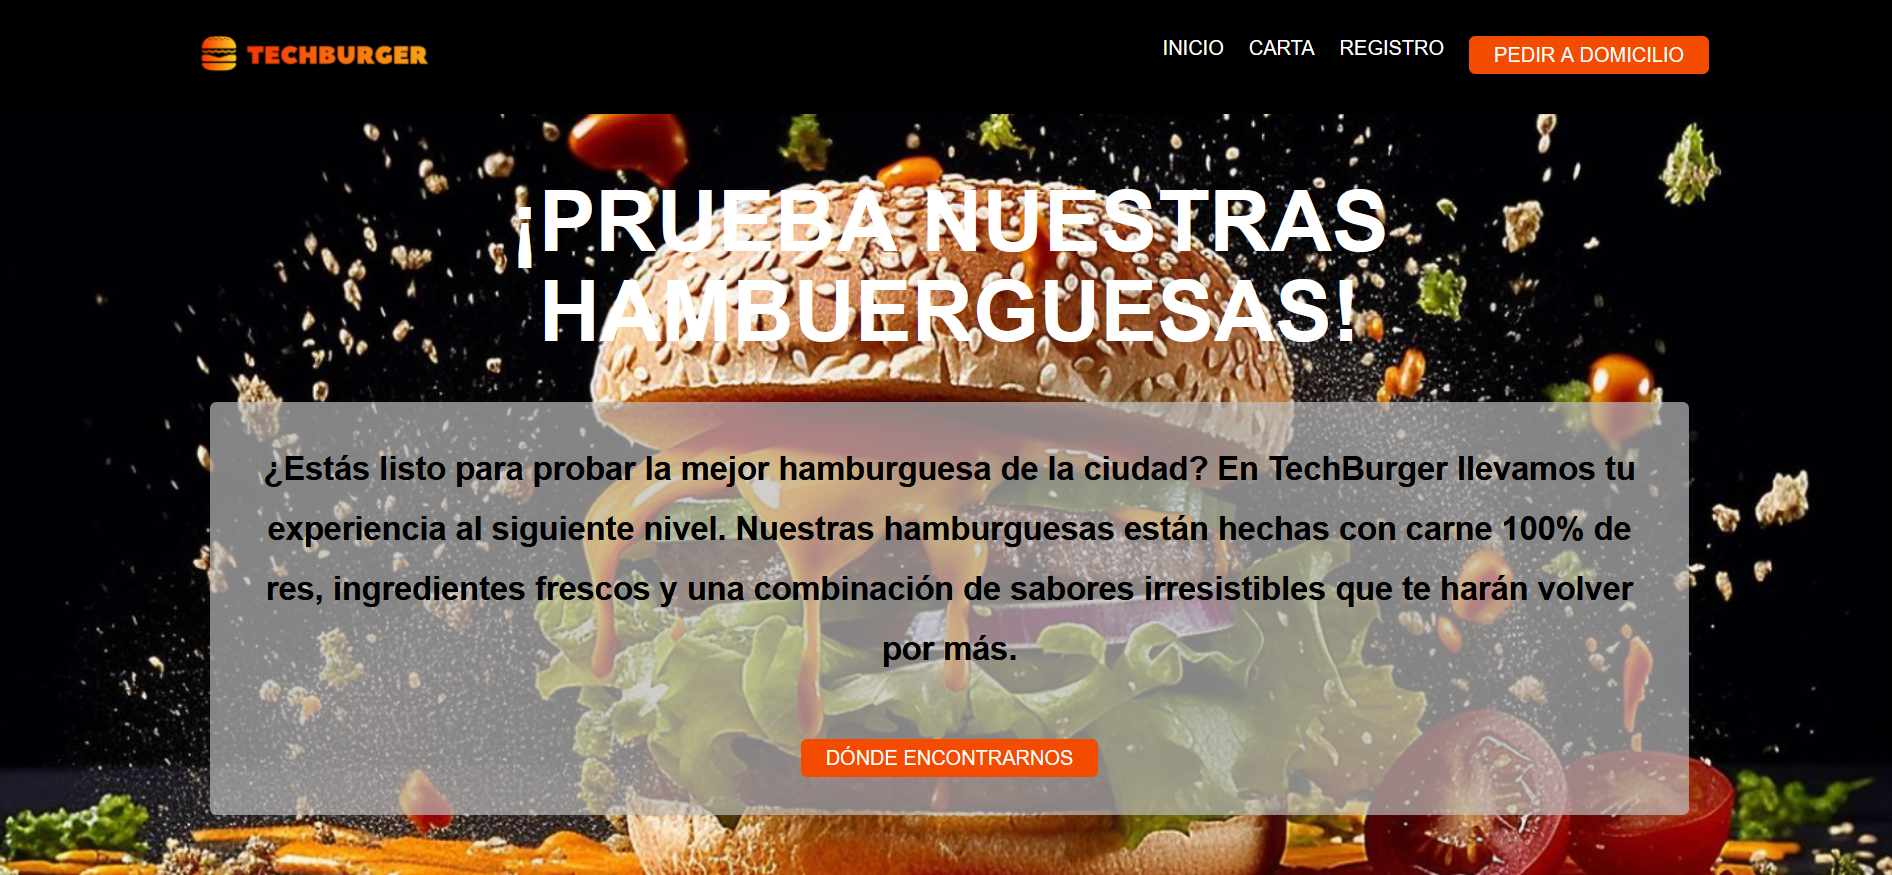 TECHBURGER
INICIO CARTA REGISTRO PEDIR A DOMICILIO
¡PRUEBA NUESTRAS
HAMBUERGUESAS!
¿Estás listo para probar la mejor hamburguesa de la ciudad? En TechBurger llevamos tu
experiencia al siguiente nivel. Nuestras hamburguesas están hechas con carne 100% de
res, ingredientes frescos y una combinación de sabores irresistibles que te harán volver
por más.
DÓNDE ENCONTRARNOS